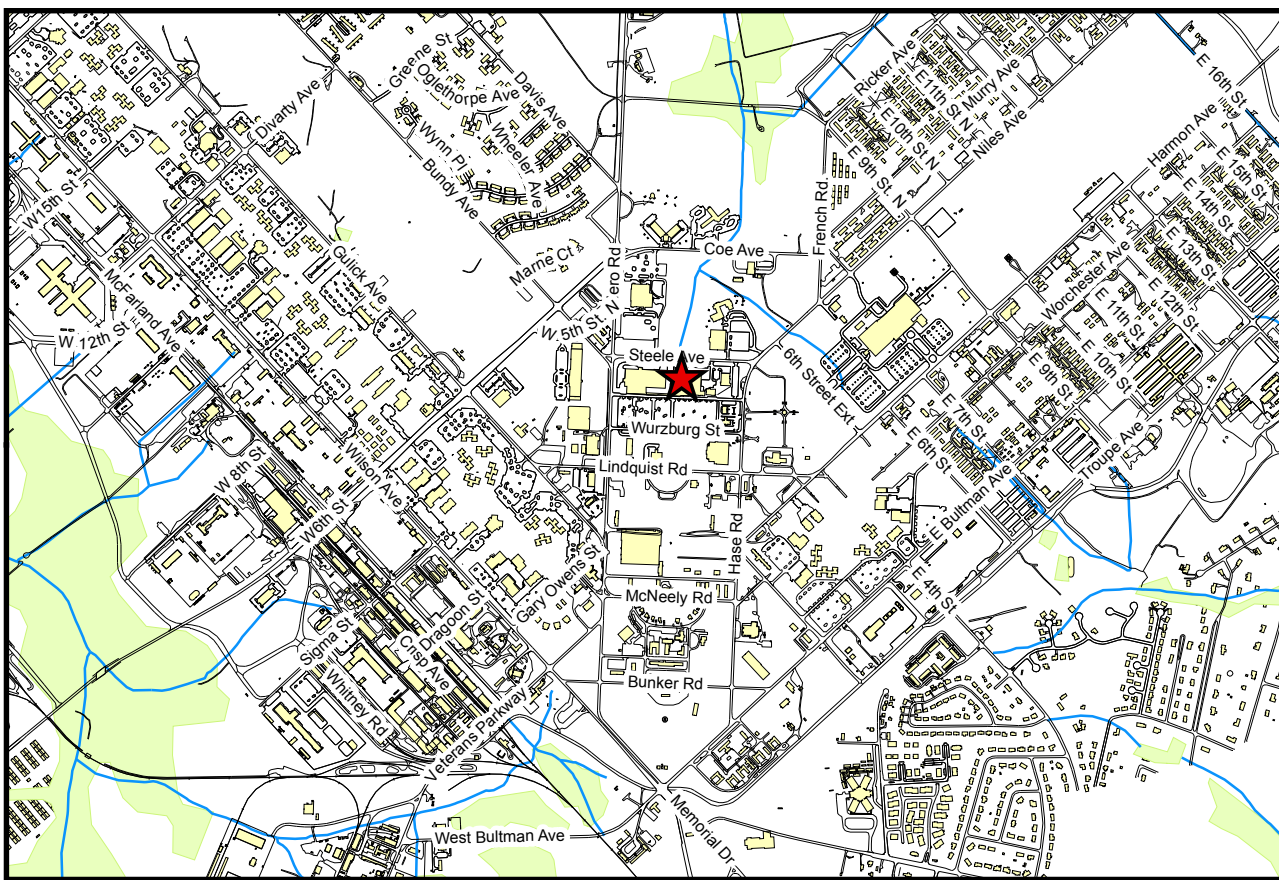 Greene St
Oglethorpe Ave
Davis Ave
Divarty Ave
Wynn Pl
Wheeler Ave
Bundy Ave
Marne Ct
Ricker Ave
E 11th St N
Murry Ave
E 10th St N
Niles Ave
E 9th St. N
E 16th St
Harmon Ave
E 15th St
E 14th St
E 13th St
E 12th St
Worchester Ave
E 11th St
E 10th St
E 9th St
E 7th St
E 6th St
French Rd
Coe Ave
W15th St
McFarland Ave
W 12th St
Gulick Ave
W. 5th St. N
ero Rd
Steele Ave
6th Street Ext
Wurzburg St
Lindquist Rd
Troupe Ave
E Bultman Ave
E 4th St
W 8th St
Wilson Ave
W6th St
Hase Rd
Gary Owens St
McNeely Rd
Dragoon St
Sigma St
Crisp Ave
Whitney Rd
Bunker Rd
Veterans Parkway
West Bultman Ave
Memorial Dr